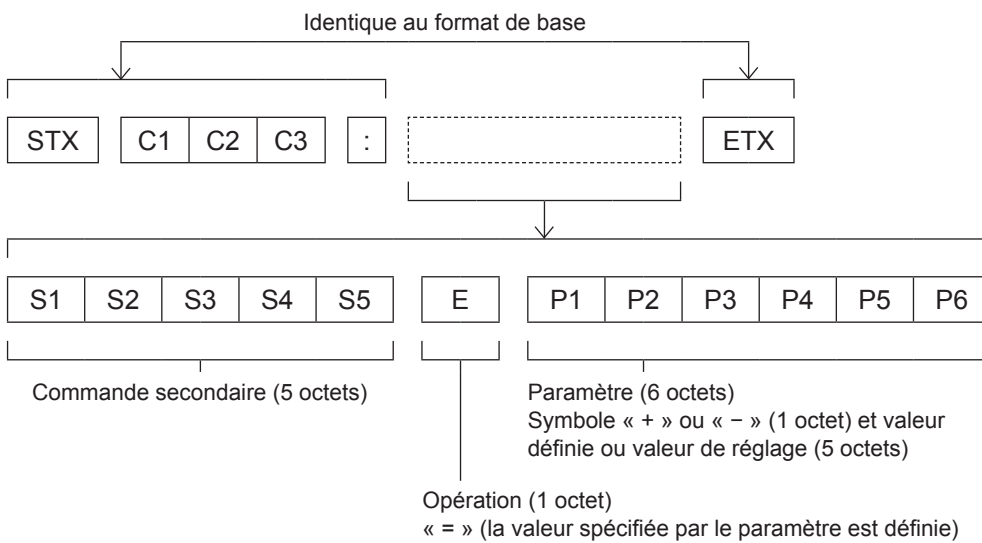 Identique au format de base
STX C1 C2 C3 : ETX
S1 S2 S3 S4 S5 E P1 P2 P3 P4 P5 P6
Commande secondaire (5 octets)
Paramètre (6 octets)
Symbole « + » ou « − » (1 octet) et valeur
définie ou valeur de réglage (5 octets)
Opération (1 octet)
« = » (la valeur spécifiée par le paramètre est définie)